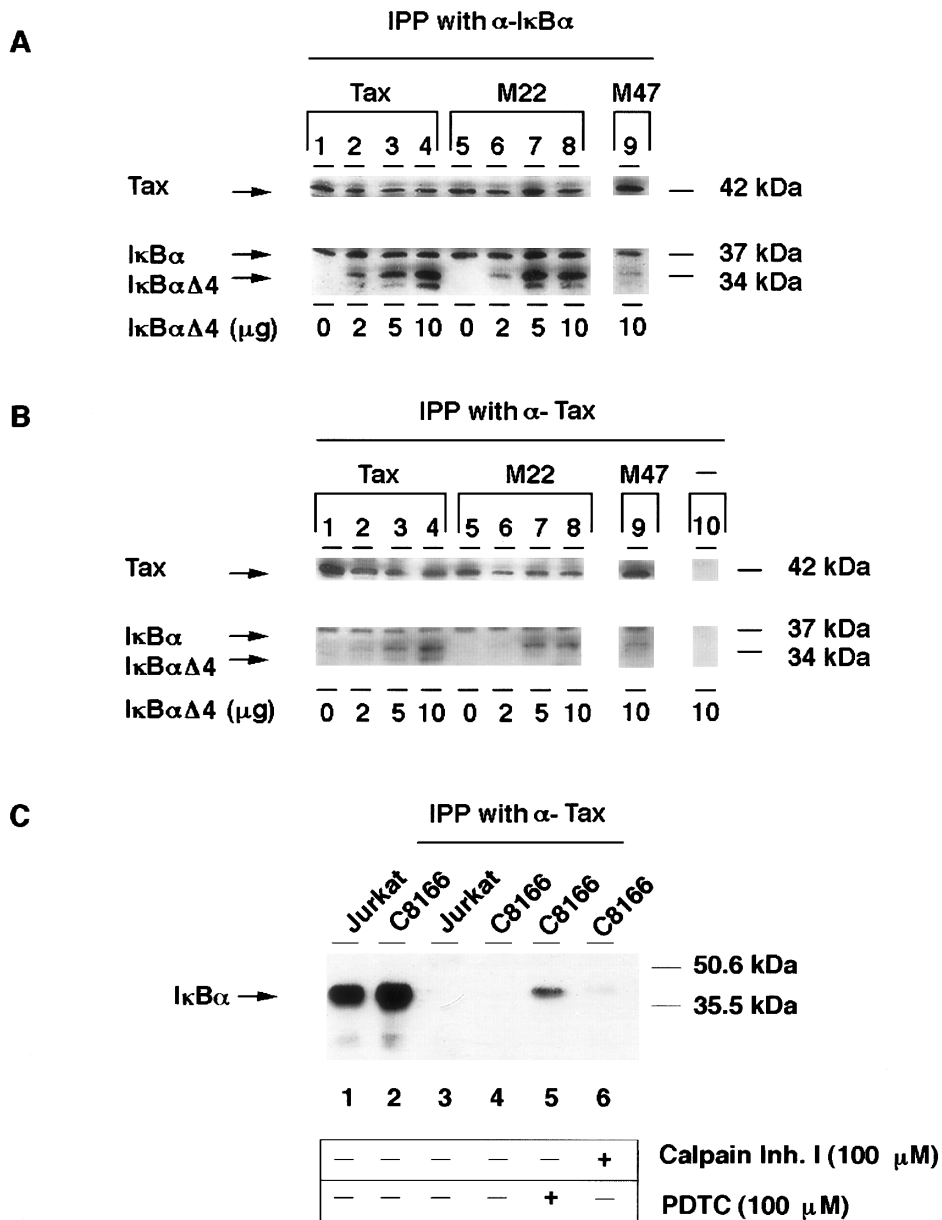 A
IPP with α-IκBα
Tax M22 M47
1 2 3 4 5 6 7 8 9
Tax 42 kDa
IκBα 37 kDa
IκBαΔ4 34 kDa
IκBαΔ4 (μg) 0 2 5 10 0 2 5 10 10
B
IPP with α- Tax
Tax M22 M47 –
1 2 3 4 5 6 7 8 9 10
Tax 42 kDa
IκBα 37 kDa
IκBαΔ4 34 kDa
IκBαΔ4 (μg) 0 2 5 10 0 2 5 10 10 10
C
IPP with α- Tax
Jurkat C8166 Jurkat C8166 C8166 C8166
50.6 kDa
IκBα 35.5 kDa
1 2 3 4 5 6
– – – – – + Calpain Inh. I (100 μM)
– – – – + – PDTC (100 μM)